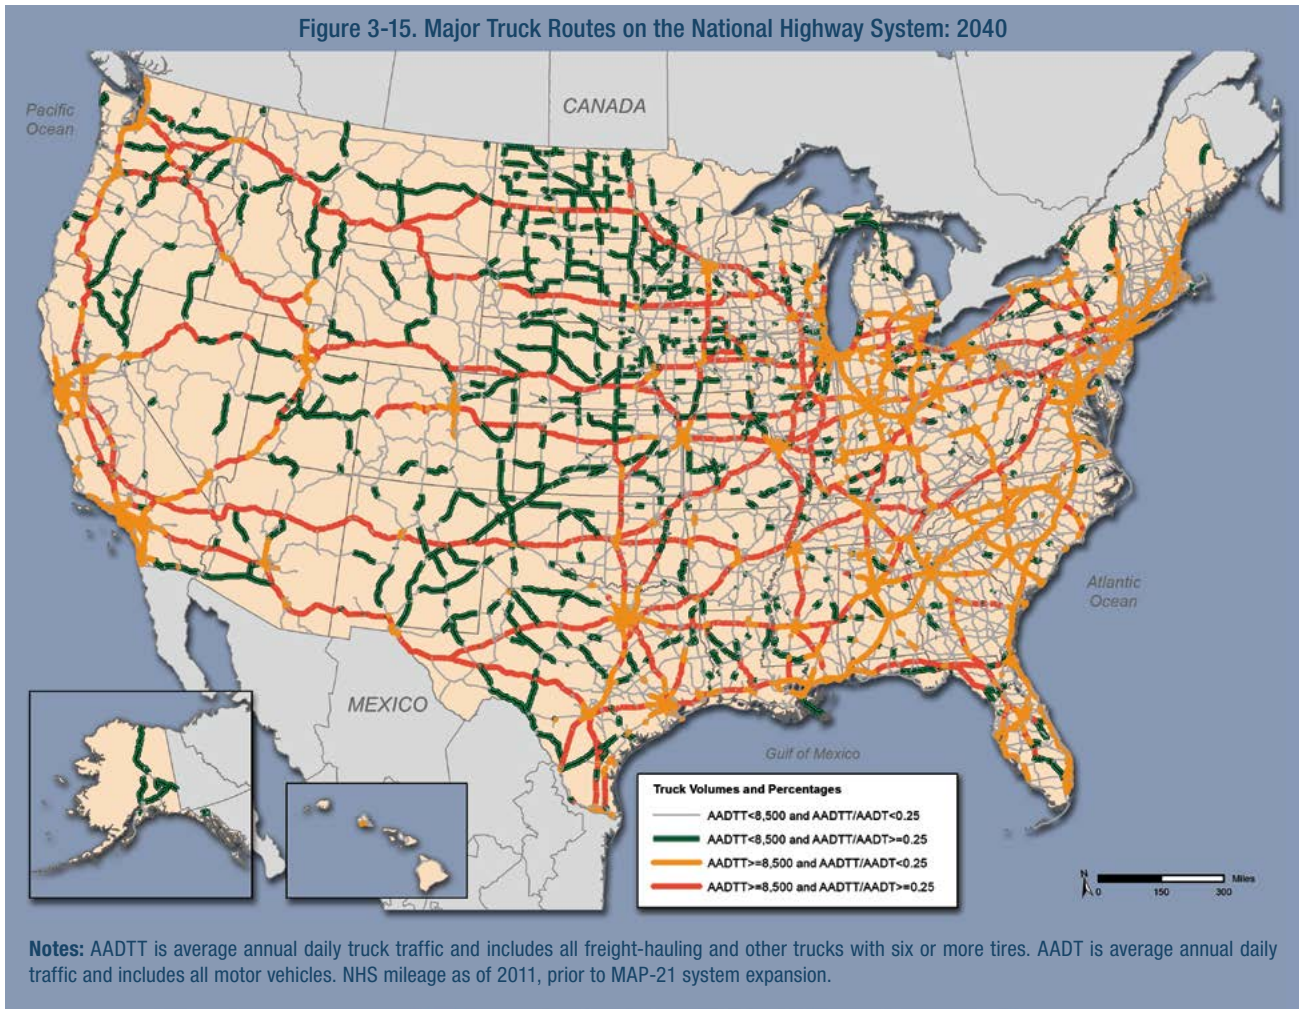 Figure 3-15. Major Truck Routes on the National Highway System: 2040
Pacific
Ocean
CANADA
Atlantic
Ocean
MEXICO
Gulf of Mexico
Truck Volumes and Percentages
AADTT<8,500 and AADTT/AADT<0.25
AADTT<8,500 and AADTT/AADT>=0.25
AADTT>=8,500 and AADTT/AADT<0.25
AADTT>=8,500 and AADTT/AADT>=0.25
N
Miles
0 150 300
Notes: AADTT is average annual daily truck traffic and includes all freight-hauling and other trucks with six or more tires. AADT is average annual daily
traffic and includes all motor vehicles. NHS mileage as of 2011, prior to MAP-21 system expansion.